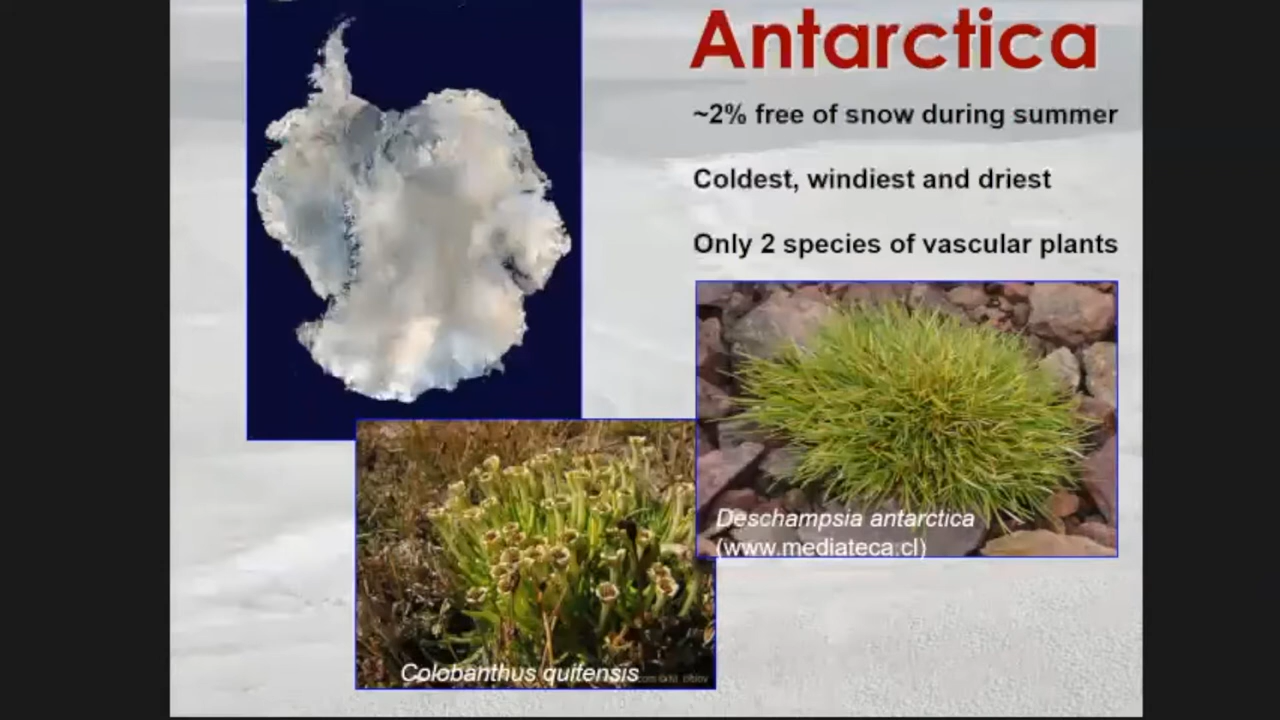 Antarctica
~2% free of snow during summer
Coldest, windiest and driest
Only 2 species of vascular plants
Deschampsia antarctica
(www.mediateca.cl)
Colobanthus quitensis